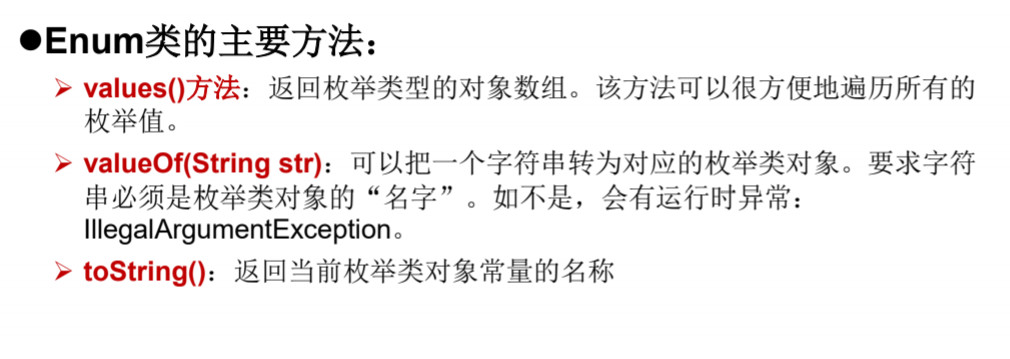 ●Enum类的主要方法：
➢ values()方法：返回枚举类型的对象数组。该方法可以很方便地遍历所有的
枚举值。
➢ valueOf(String str)：可以把一个字符串转为对应的枚举类对象。要求字符
串必须是枚举类对象的“名字”。如不是，会有运行时异常：
IllegalArgumentException。
➢ toString()：返回当前枚举类对象常量的名称